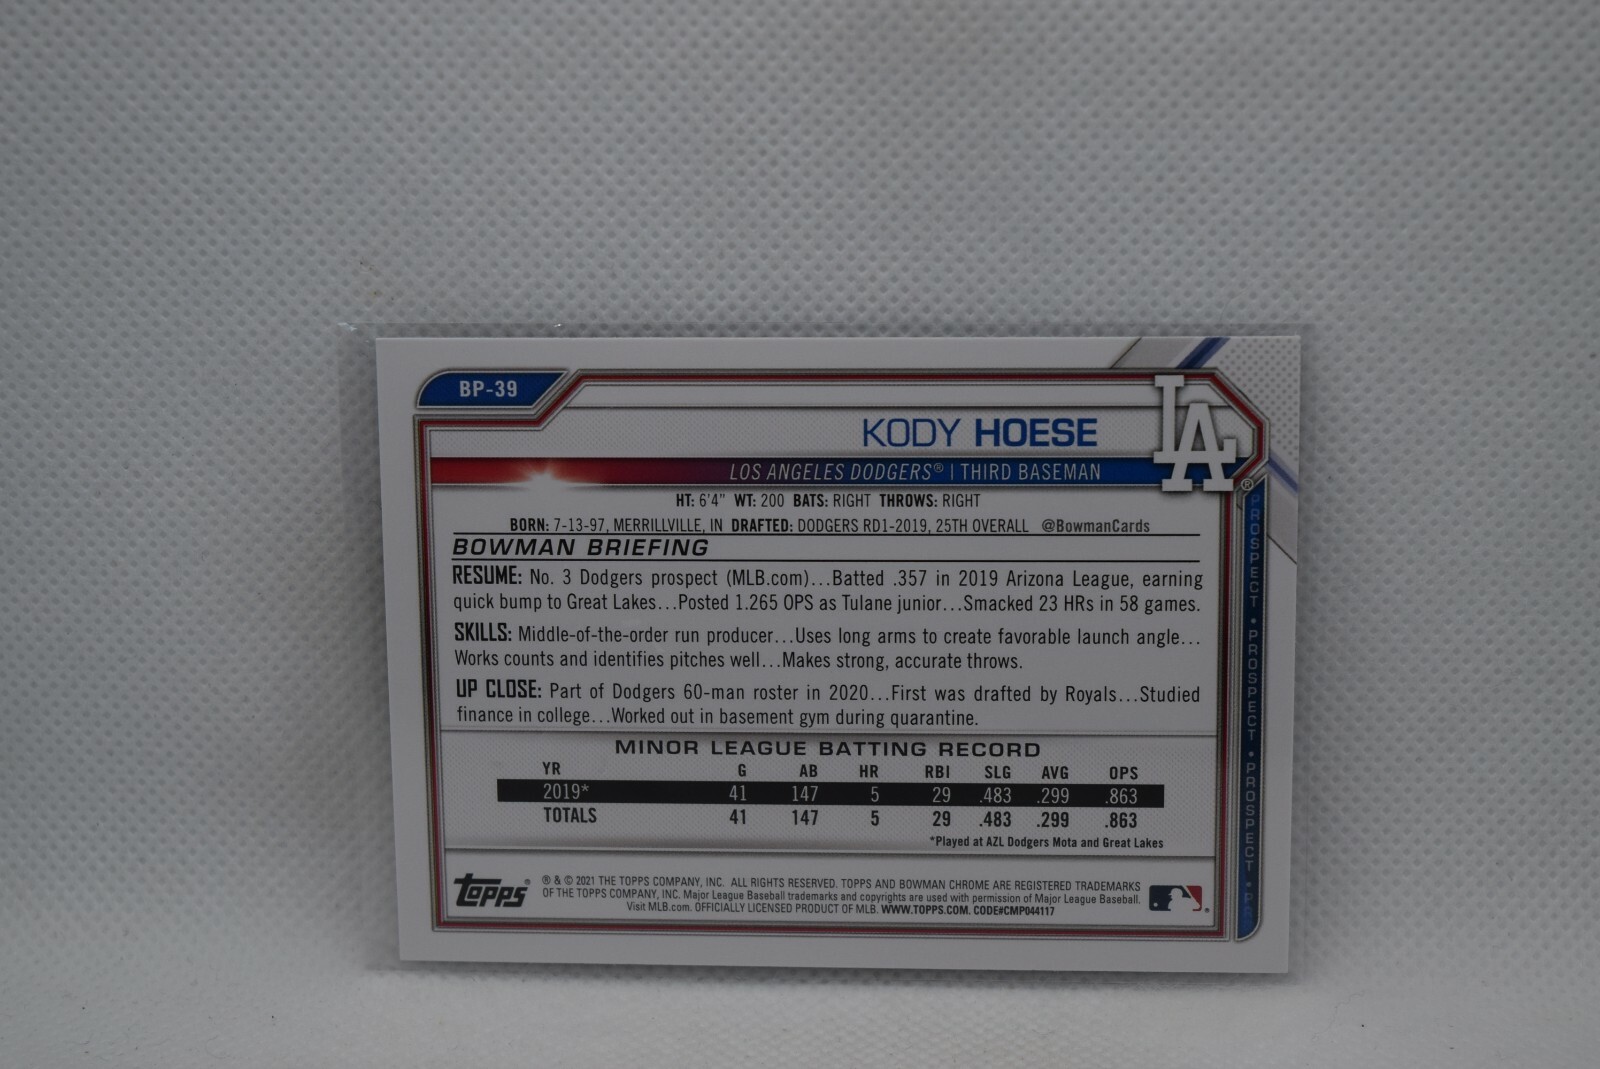 BP-39
KODY HOESE
LA
LOS ANGELES DODGERS® | THIRD BASEMAN
HT: 6'4" WT: 200 BATS: RIGHT THROWS: RIGHT
BORN: 7-13-97, MERRILLVILLE, IN DRAFTED: DODGERS RD1-2019, 25TH OVERALL @BowmanCards
BOWMAN BRIEFING
RESUME: No. 3 Dodgers prospect (MLB.com)...Batted .357 in 2019 Arizona League, earning
quick bump to Great Lakes...Posted 1.265 OPS as Tulane junior...Smacked 23 HRs in 58 games.
SKILLS: Middle-of-the-order run producer...Uses long arms to create favorable launch angle...
Works counts and identifies pitches well...Makes strong, accurate throws.
UP CLOSE: Part of Dodgers 60-man roster in 2020...First was drafted by Royals...Studied
finance in college...Worked out in basement gym during quarantine.
MINOR LEAGUE BATTING RECORD
YR G AB HR RBI SLG AVG OPS
2019* 41 147 5 29 .483 .299 .863
TOTALS 41 147 5 29 .483 .299 .863
*Played at AZL Dodgers Mota and Great Lakes
Topps®
® & © 2021 THE TOPPS COMPANY, INC. ALL RIGHTS RESERVED. TOPPS AND BOWMAN CHROME ARE REGISTERED TRADEMARKS
OF THE TOPPS COMPANY, INC. Major League Baseball trademarks and copyrights are used with permission of Major League Baseball.
Visit MLB.com. OFFICIALLY LICENSED PRODUCT OF MLB. WWW.TOPPS.COM. CODE#CMP044117
PROSPECT • PROSPECT • PROSPECT • PR